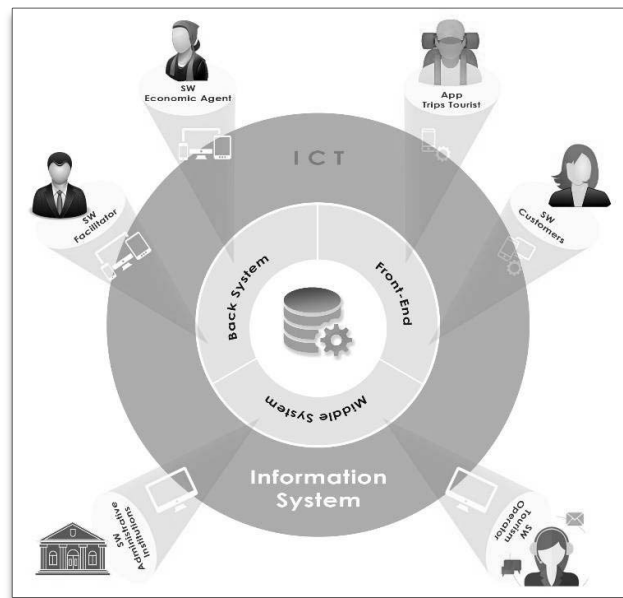 SW
Economic Agent
App
Trips Tourist
ICT
SW
Facilitator
SW
Customers
Back System
Front-End
Middle System
Information
System
SW
Administrative
Institutions
SW
Tourism
Operator